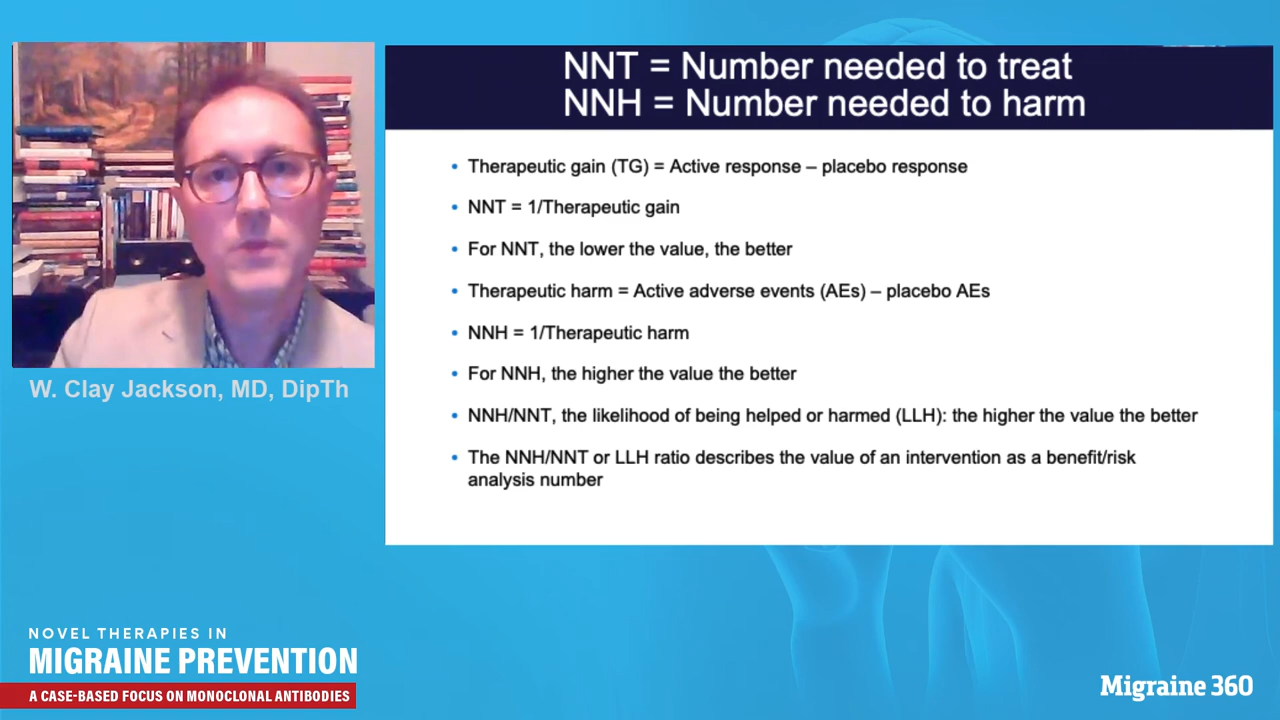 NNT = Number needed to treat
NNH = Number needed to harm
• Therapeutic gain (TG) = Active response – placebo response
• NNT = 1/Therapeutic gain
• For NNT, the lower the value, the better
• Therapeutic harm = Active adverse events (AEs) – placebo AEs
• NNH = 1/Therapeutic harm
• For NNH, the higher the value the better
• NNH/NNT, the likelihood of being helped or harmed (LLH): the higher the value the better
• The NNH/NNT or LLH ratio describes the value of an intervention as a benefit/risk
analysis number
W. Clay Jackson, MD, DipTh
NOVEL THERAPIES IN
MIGRAINE PREVENTION
A CASE-BASED FOCUS ON MONOCLONAL ANTIBODIES
Migraine 360